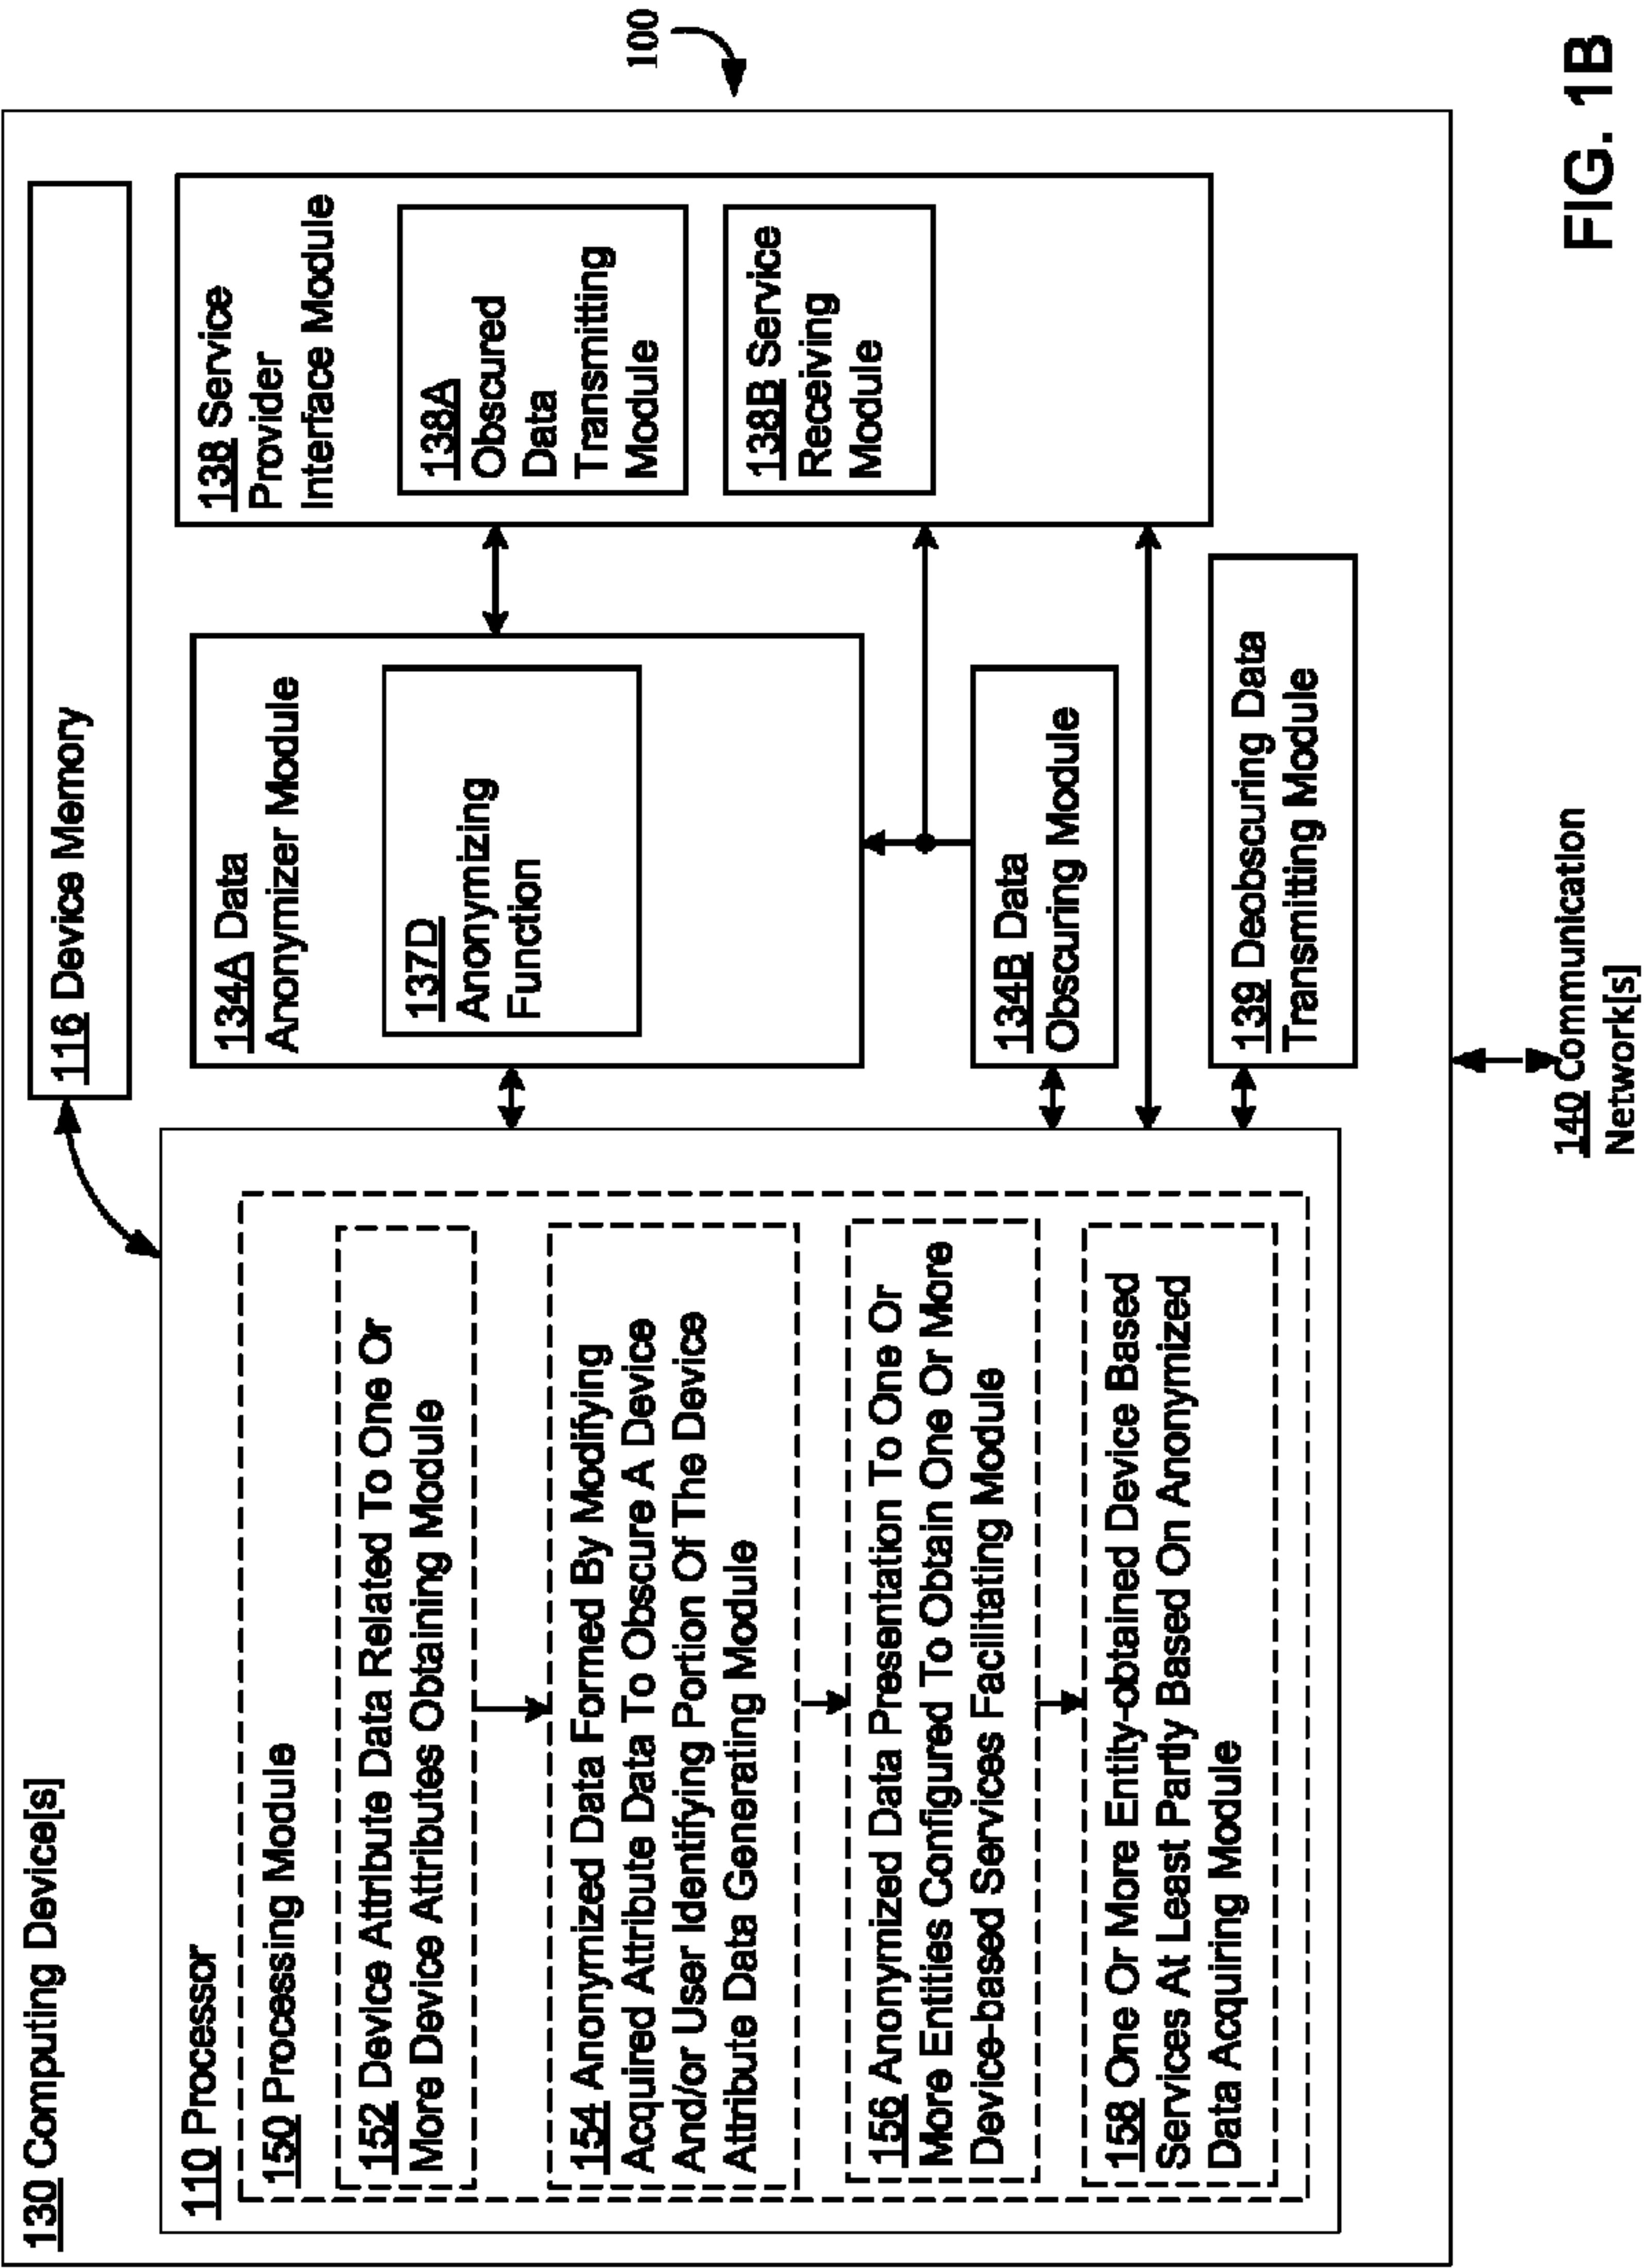 130 Computing Device[s]
110 Processor
150 Processing Module
152 Device Attribute Data Related To One Or
More Device Attributes Obtaining Module
154 Anonymized Data Formed By Modifying
Acquired Attribute Data To Obscure A Device
And/or User Identifying Portion Of The Device
Attribute Data Generating Module
156 Anonymized Data Presentation To One Or
More Entities Configured To Obtain One Or More
Device-based Services Facilitating Module
158 One Or More Entity-obtained Device Based
Services At Least Partly Based On Anonymized
Data Acquiring Module
116 Device Memory
134A Data
Anonymizer Module
137D
Anonymizing
Function
134B Data
Obscuring Module
139 Deobscuring Data
Transmitting Module
138 Service
Provider
Interface Module
138A
Obscured
Data
Transmitting
Module
138B Service
Receiving
Module
100
140 Communication
Network[s]
FIG. 1B